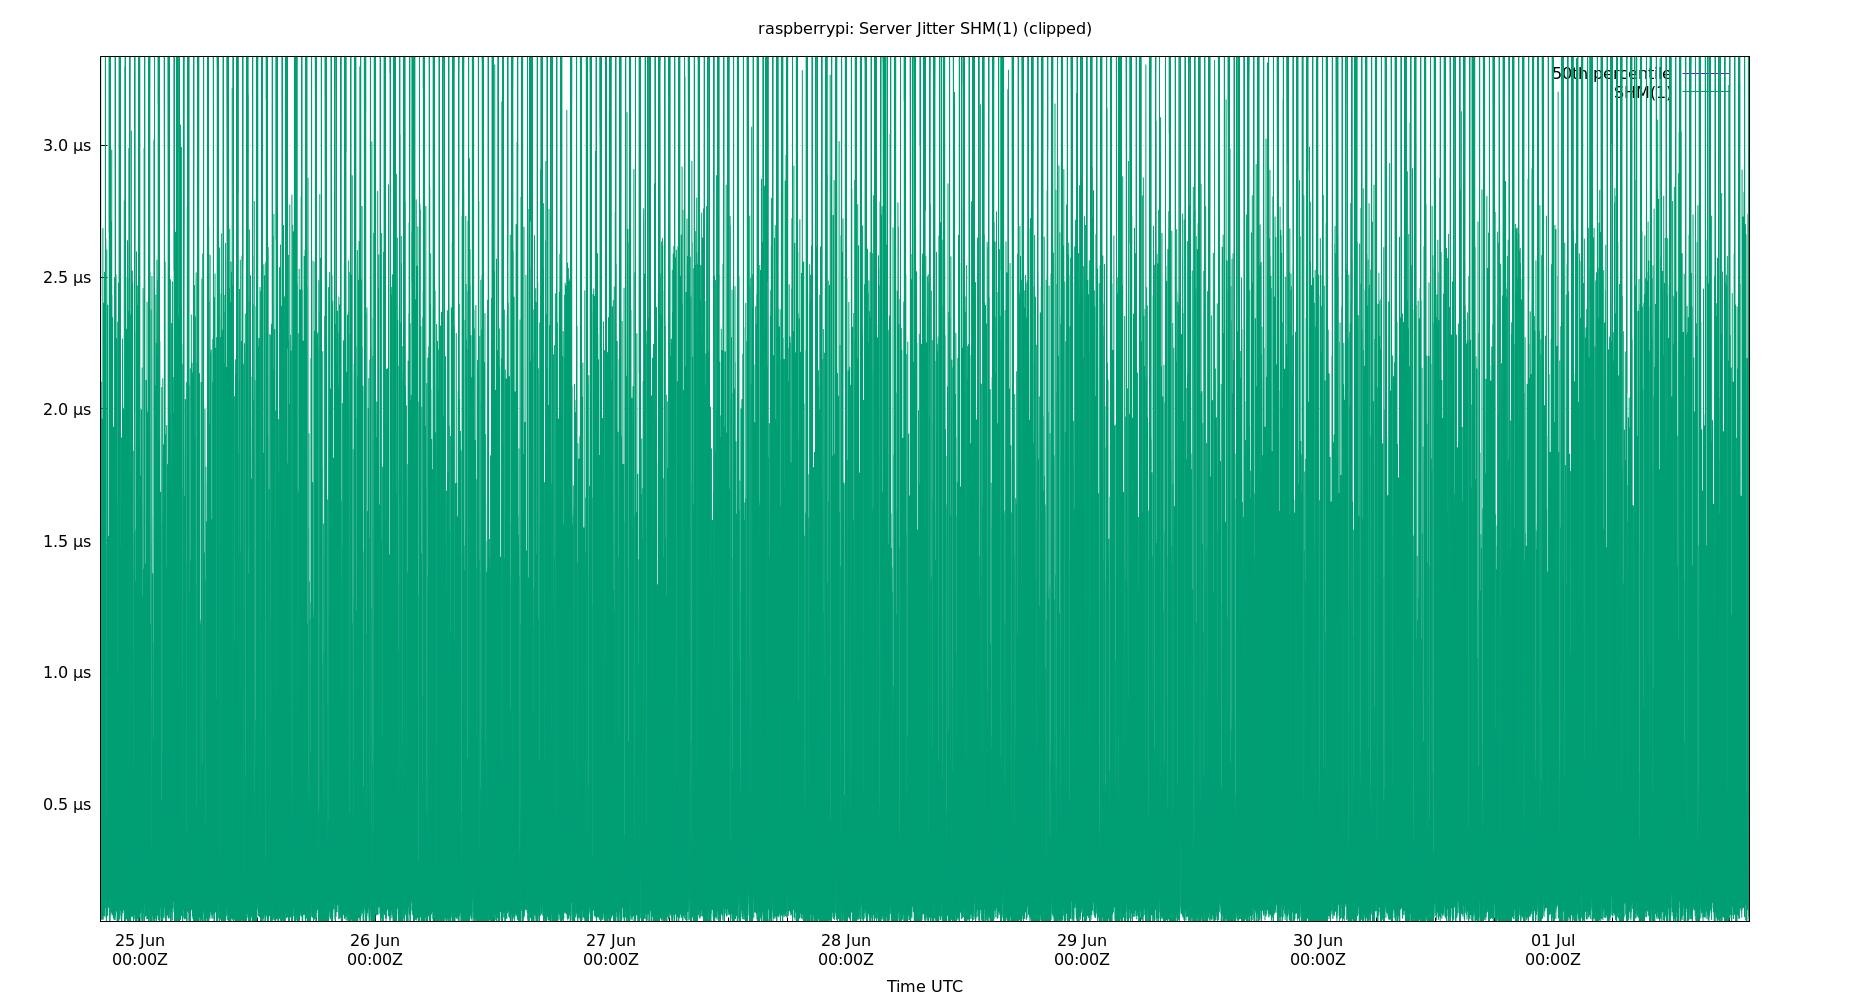 raspberrypi: Server Jitter SHM(1) (clipped)
50th percentile
SHM(1)
3.0 µs
2.5 µs
2.0 µs
1.5 µs
1.0 µs
0.5 µs
25 Jun 26 Jun 27 Jun 28 Jun 29 Jun 30 Jun 01 Jul
00:00Z 00:00Z 00:00Z 00:00Z 00:00Z 00:00Z 00:00Z
Time UTC